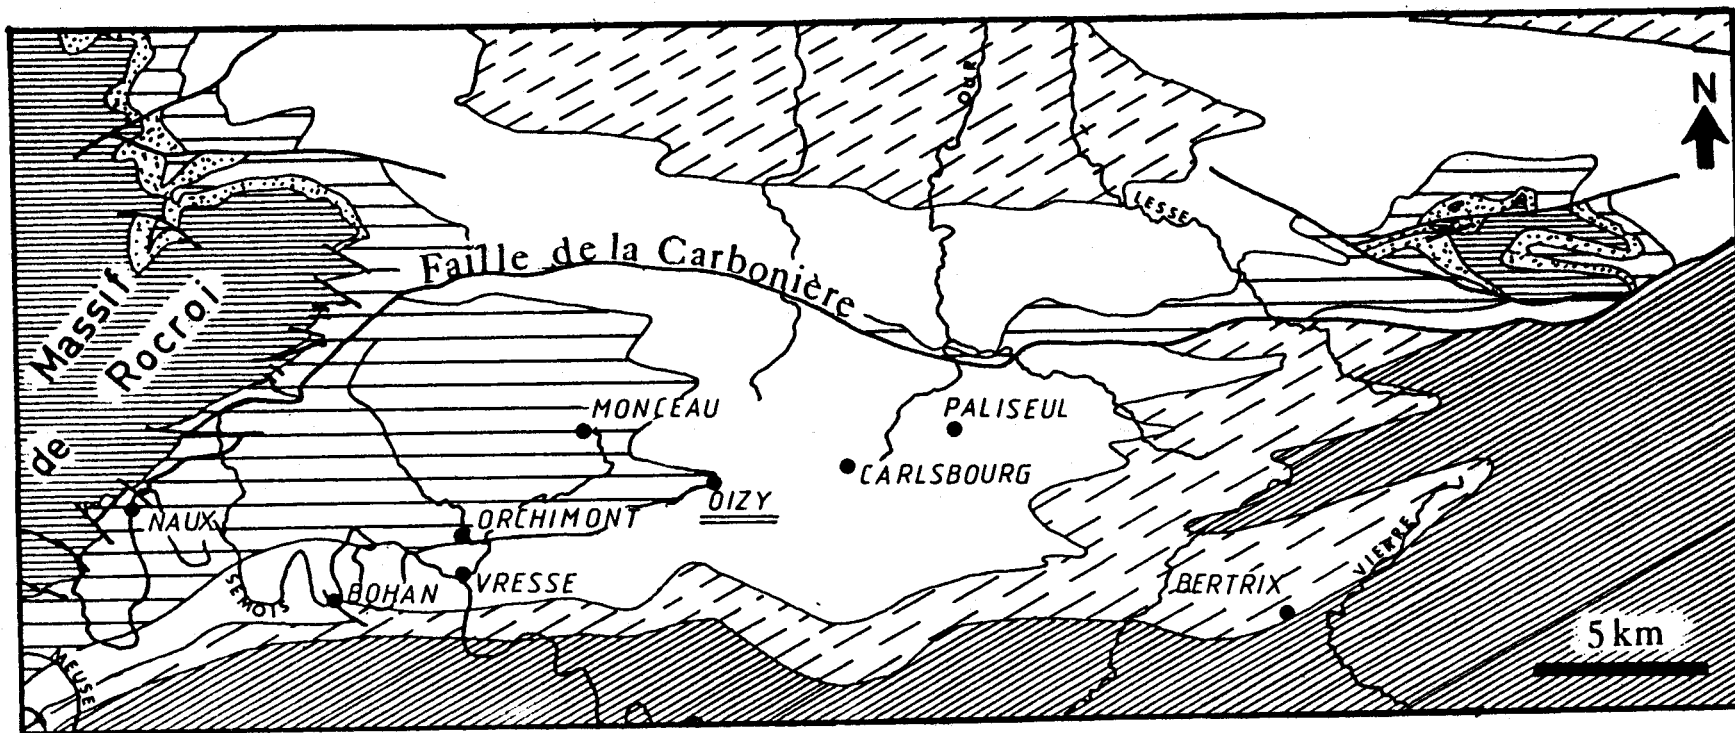 N
OUR
LESSE
Faille de la Carbonière
Massif
de
Rocroi
MONCEAU
PALISEUL
CARLSBOURG
OIZY
NAUX
ORCHIMONT
VRESSE
BOHAN
SEMOIS
BERTRIX
VIERRE
MEUSE
5 km